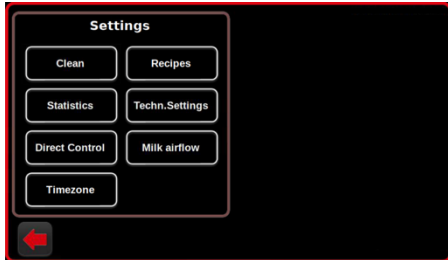 Settings
Clean
Recipes
Statistics
Techn.Settings
Direct Control
Milk airflow
Timezone